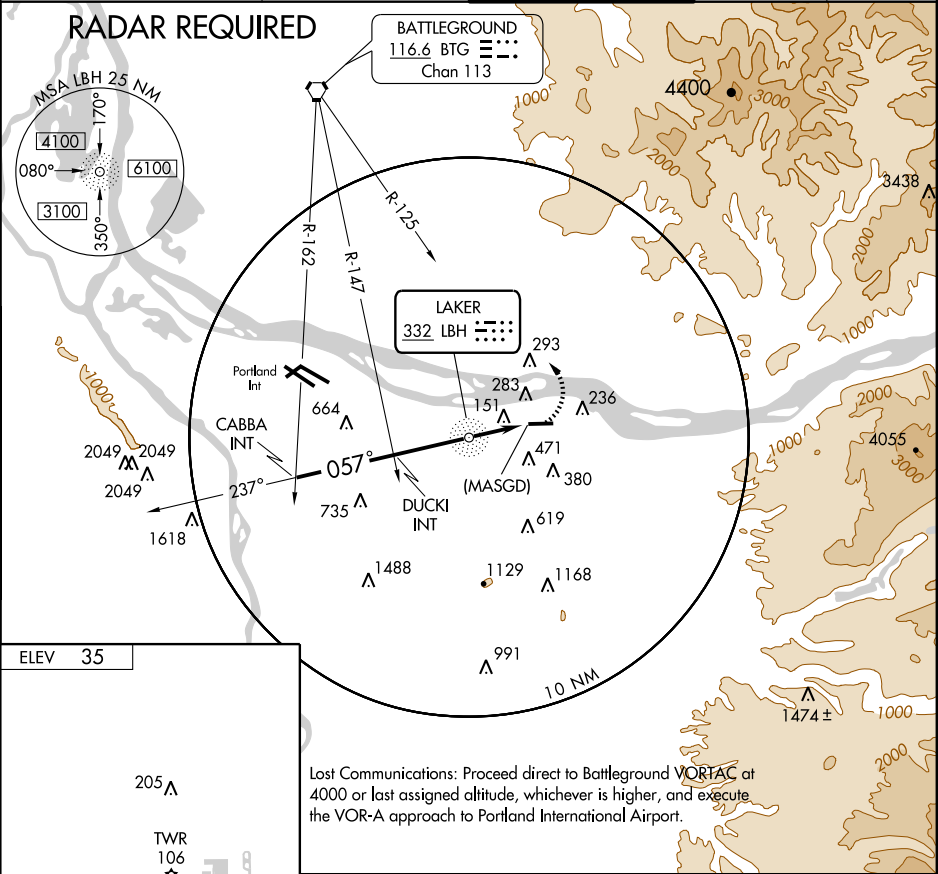 RADAR REQUIRED
BATTLEGROUND
116.6 BTG
Chan 113
MSA LBH 25 NM
170°
4100
080°
6100
3100
350°
1000
4400
3000
2000
3438
2000
1000
R-125
R-162
R-147
LAKER
332 LBH
293
283
151
236
Portland
Int
664
1000
CABBA
INT
057°
237°
2049
2049
2049
1618
735
DUCKI
INT
(MASGD)
471
380
619
2000
1000
4055
3000
1488
1129
1168
991
10 NM
1474 ±
1000
2000
ELEV 35
205
TWR
106
Lost Communications: Proceed direct to Battleground VORTAC at
4000 or last assigned altitude, whichever is higher, and execute
the VOR-A approach to Portland International Airport.